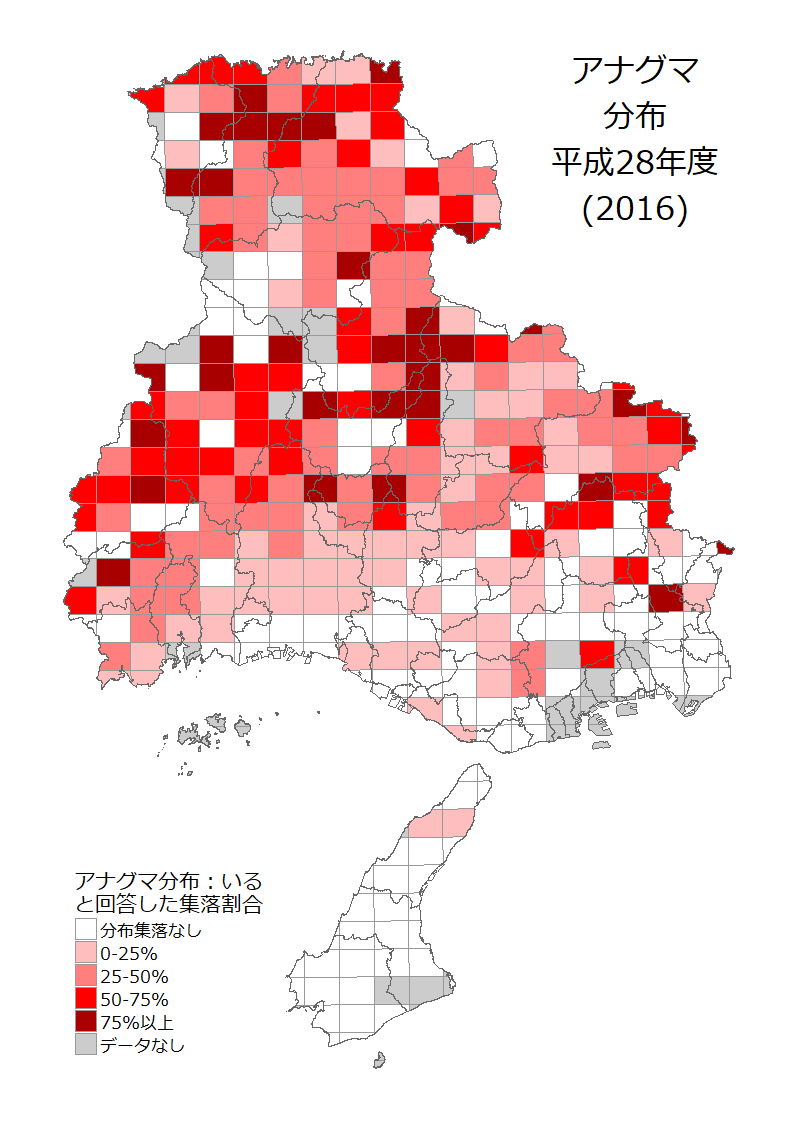 アナグマ
分布
平成28年度
(2016)
アナグマ分布：いる
と回答した集落割合
分布集落なし
0-25%
25-50%
50-75%
75%以上
データなし